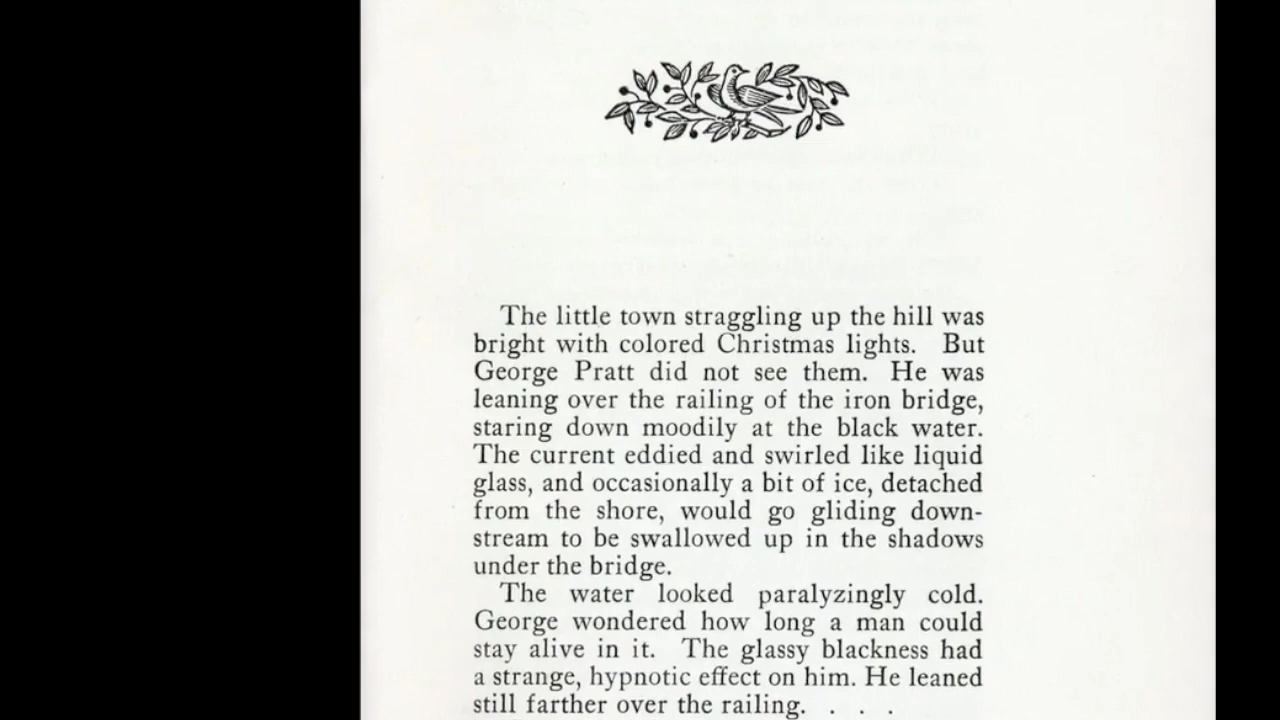 The little town straggling up the hill was
bright with colored Christmas lights. But
George Pratt did not see them. He was
leaning over the railing of the iron bridge,
staring down moodily at the black water.
The current eddied and swirled like liquid
glass, and occasionally a bit of ice, detached
from the shore, would go gliding down-
stream to be swallowed up in the shadows
under the bridge.
The water looked paralyzingly cold.
George wondered how long a man could
stay alive in it. The glassy blackness had
a strange, hypnotic effect on him. He leaned
still farther over the railing. . . .